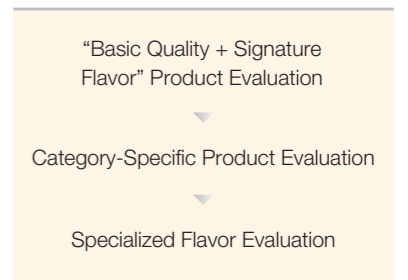 “Basic Quality + Signature
Flavor” Product Evaluation
Category-Specific Product Evaluation
Specialized Flavor Evaluation